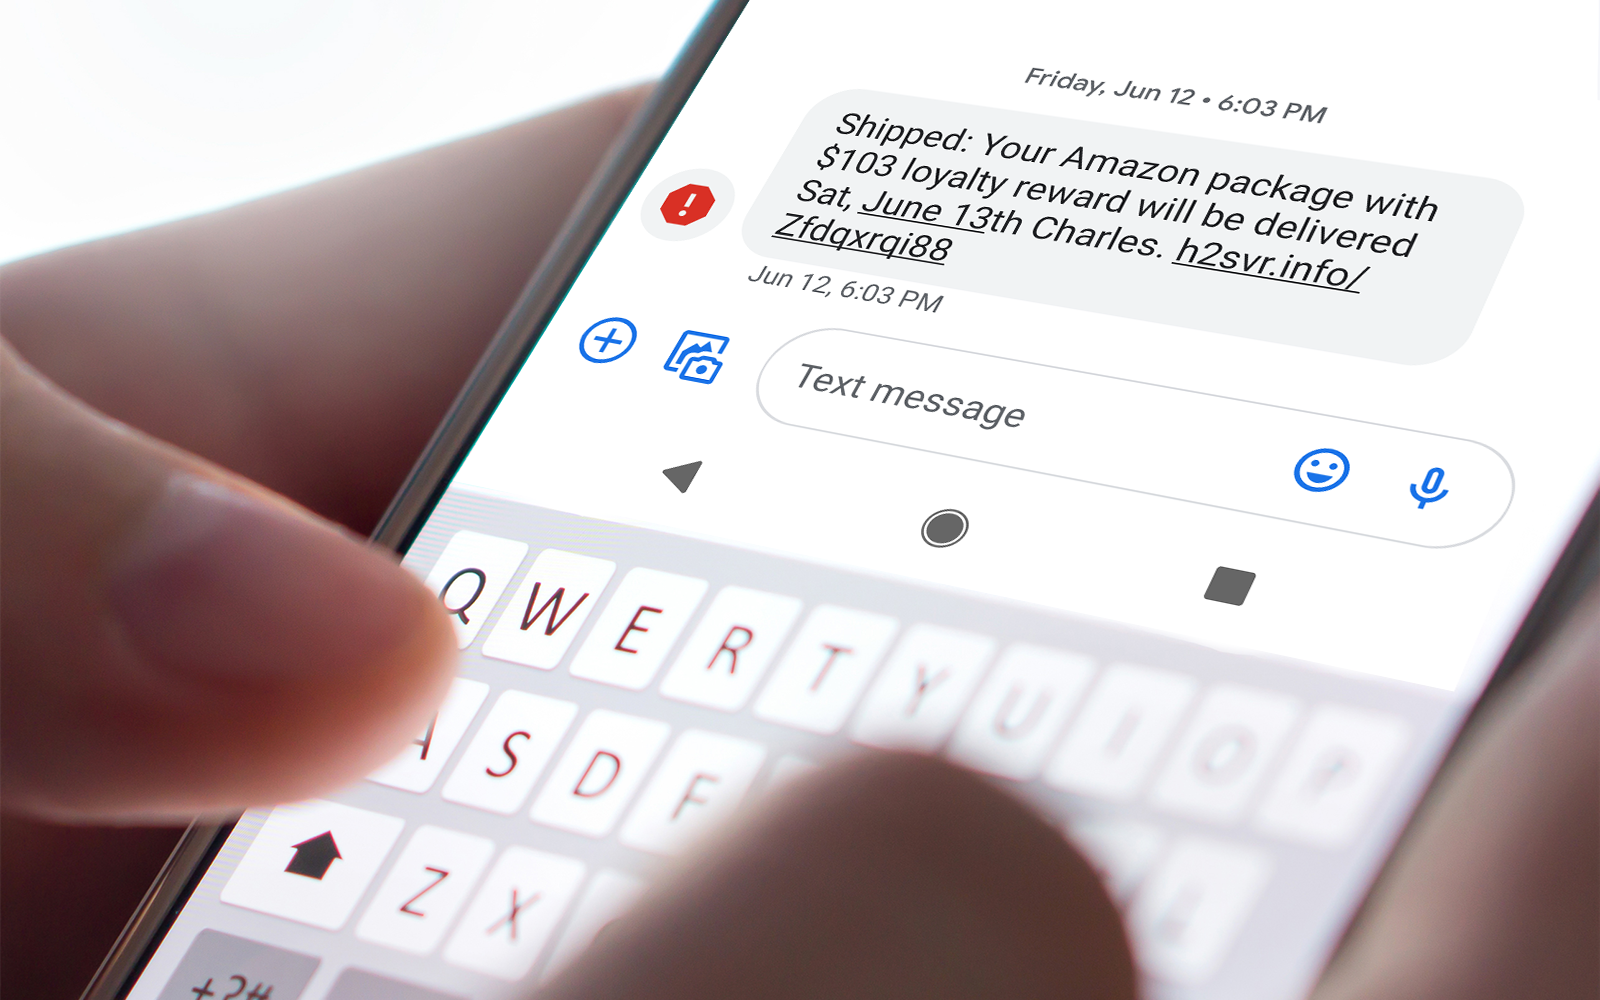 Friday, Jun 12 • 6:03 PM
Shipped: Your Amazon package with
$103 loyalty reward will be delivered
Sat, June 13th Charles. h2svr.info/
Zfdqxrqi88
Jun 12, 6:03 PM
Text message
Q W E R T Y U I O P
A S D F
Z X
+?#